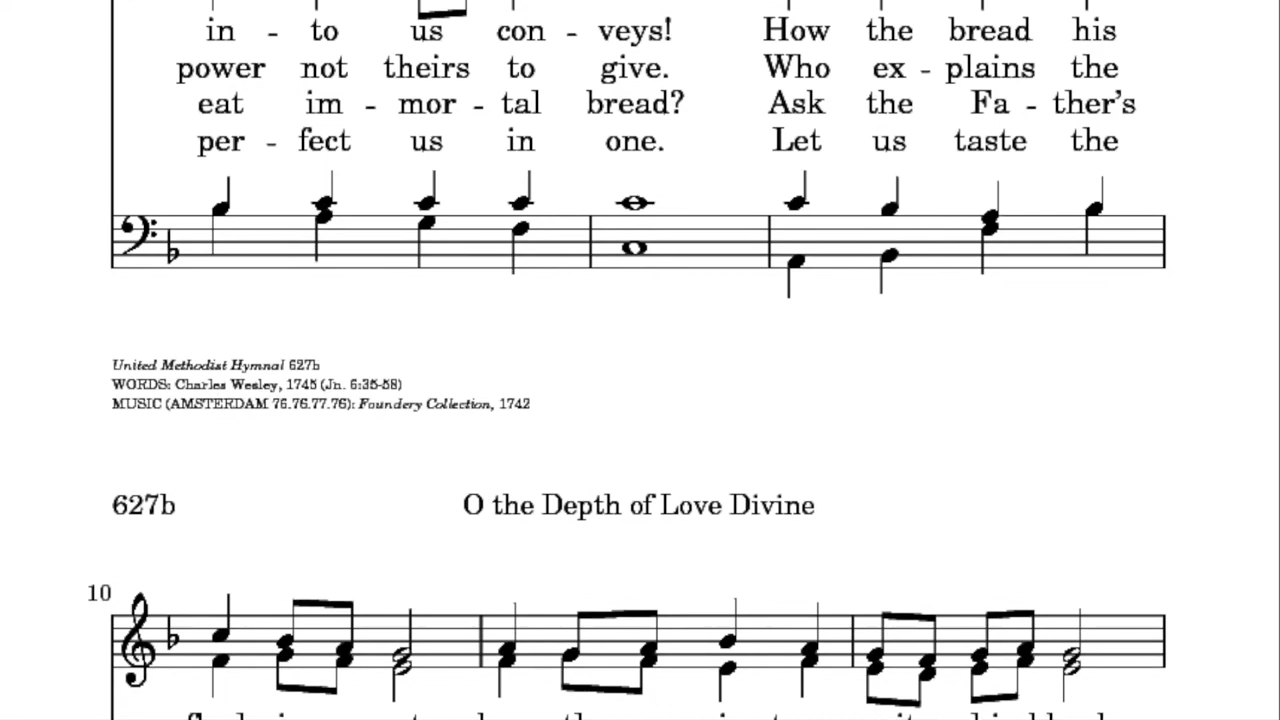 in - to us con - veys! How the bread his
power not theirs to give. Who ex - plains the
eat im - mor - tal bread? Ask the Fa - ther's
per - fect us in one. Let us taste the
United Methodist Hymnal 627b
WORDS: Charles Wesley, 1745 (Jn. 6:35-58)
MUSIC (AMSTERDAM 76.76.77.76): Foundery Collection, 1742
627b O the Depth of Love Divine
10